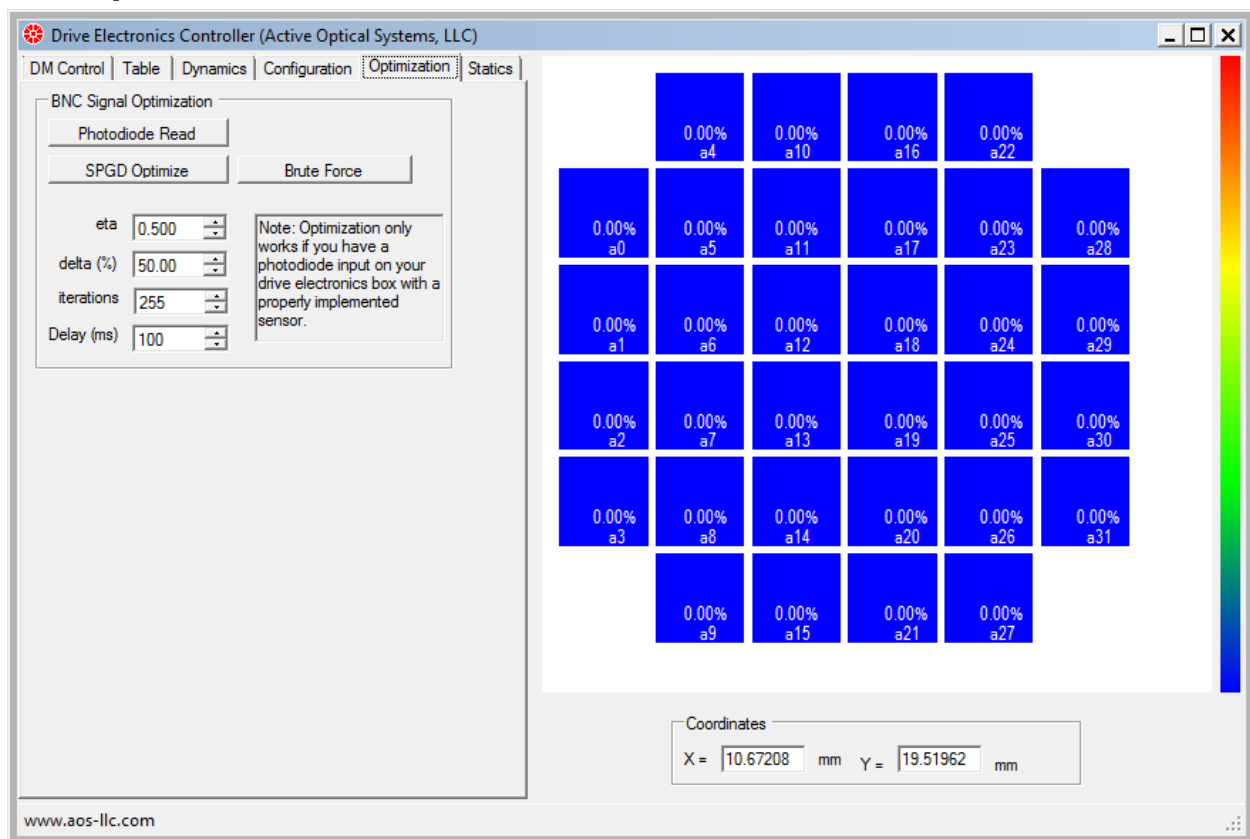 Drive Electronics Controller (Active Optical Systems, LLC)
DM Control Table Dynamics Configuration Optimization Statics
BNC Signal Optimization
Photodiode Read
SPGD Optimize Brute Force
eta 0.500
delta (%) 50.00
iterations 255
Delay (ms) 100
Note: Optimization only
works if you have a
photodiode input on your
drive electronics box with a
properly implemented
sensor.
0.00% 0.00% 0.00% 0.00%
a4 a10 a16 a22
0.00% 0.00% 0.00% 0.00% 0.00% 0.00%
a0 a5 a11 a17 a23 a28
0.00% 0.00% 0.00% 0.00% 0.00% 0.00%
a1 a6 a12 a18 a24 a29
0.00% 0.00% 0.00% 0.00% 0.00% 0.00%
a2 a7 a13 a19 a25 a30
0.00% 0.00% 0.00% 0.00% 0.00% 0.00%
a3 a8 a14 a20 a26 a31
0.00% 0.00% 0.00% 0.00%
a9 a15 a21 a27
Coordinates
X = 10.67208 mm Y = 19.51962 mm
www.aos-llc.com